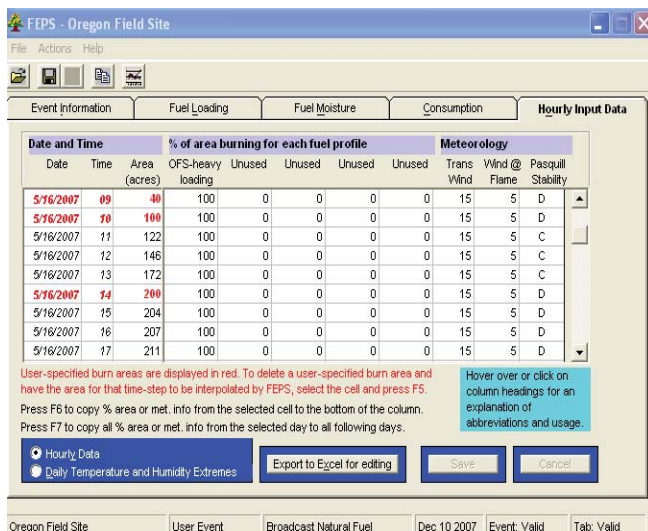 FEPS - Oregon Field Site
File Actions Help
Event Information Fuel Loading Fuel Moisture Consumption Hourly Input Data
Date and Time % of area burning for each fuel profile Meteorology
Date Time Area (acres) OFS-heavy loading Unused Unused Unused Unused Trans Wind Wind @ Flame Pasquill Stability
5/16/2007 09 40 100 0 0 0 0 15 5 D
5/16/2007 10 100 100 0 0 0 0 15 5 D
5/16/2007 11 122 100 0 0 0 0 15 5 C
5/16/2007 12 146 100 0 0 0 0 15 5 C
5/16/2007 13 172 100 0 0 0 0 15 5 C
5/16/2007 14 200 100 0 0 0 0 15 5 D
5/16/2007 15 204 100 0 0 0 0 15 5 D
5/16/2007 16 207 100 0 0 0 0 15 5 D
5/16/2007 17 211 100 0 0 0 0 15 5 D
User-specified burn areas are displayed in red. To delete a user-specified burn area and
have the area for that time-step to be interpolated by FEPS, select the cell and press F5.
Press F6 to copy % area or met. info from the selected cell to the bottom of the column.
Press F7 to copy all % area or met. info from the selected day to all following days.
Hover over or click on
column headings for an
explanation of
abbreviations and usage.
Hourly Data
Daily Temperature and Humidity Extremes
Export to Excel for editing
Save
Cancel
Oregon Field Site User Event Broadcast Natural Fuel Dec 10 2007 Event: Valid Tab: Valid